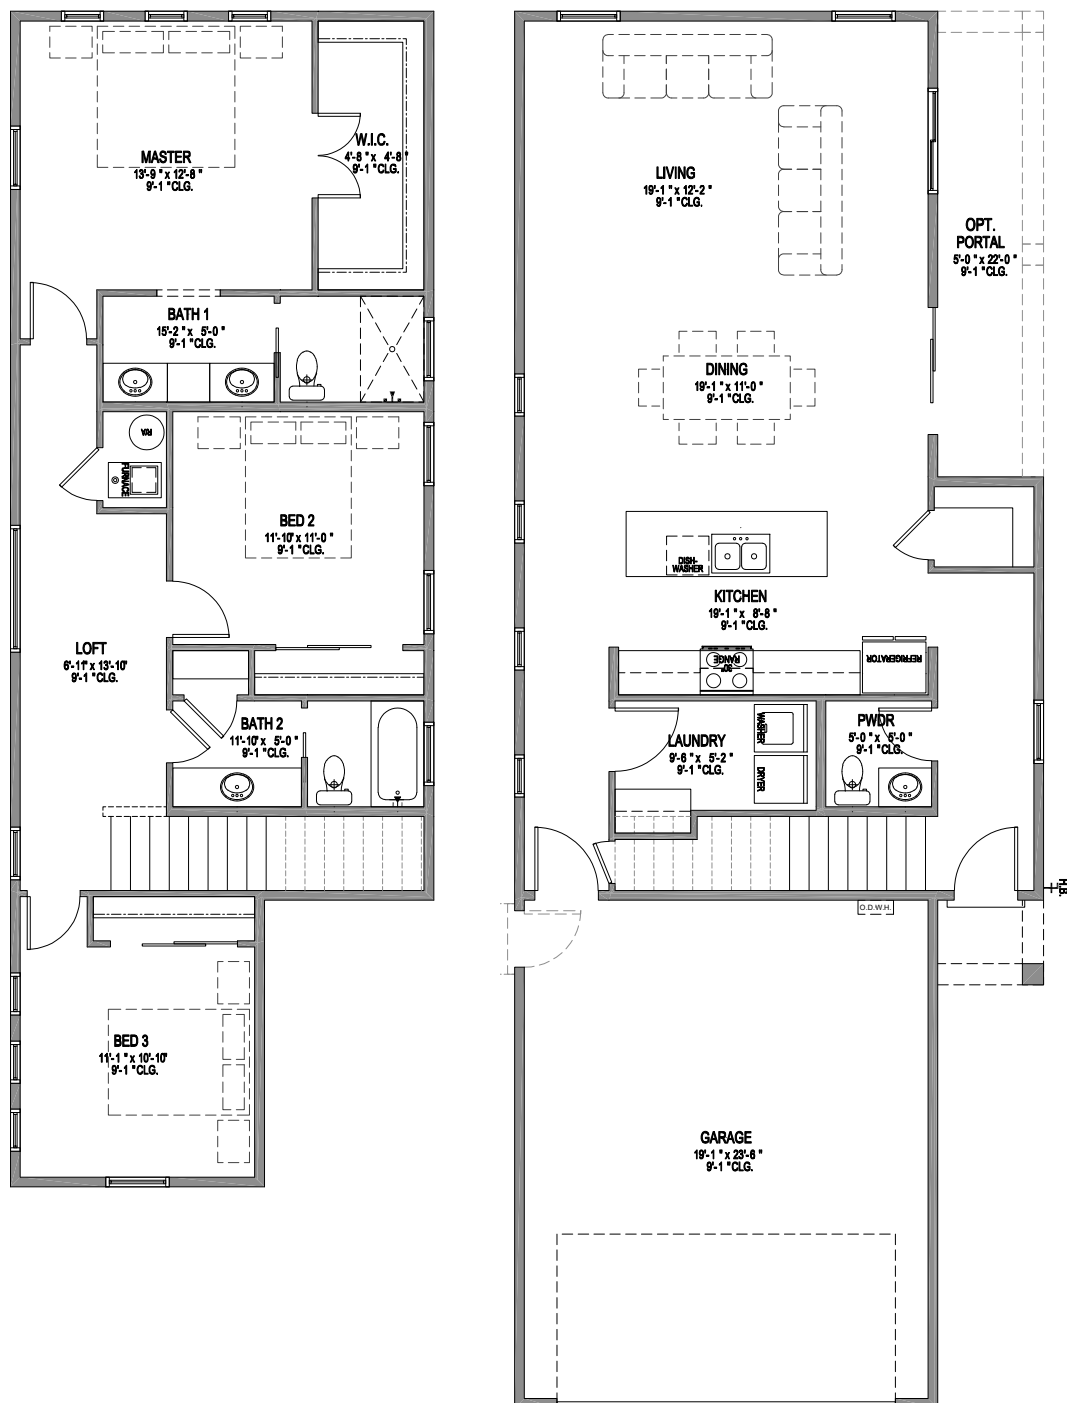 MASTER
13'-9 " x 12'-8 "
9'-1 " CLG.
W.I.C.
4'-8 " x 4'-8 "
9'-1 " CLG.
BATH 1
15'-2 " x 5'-0 "
9'-1 " CLG.
R/A
FURNACE
BED 2
11'-10" x 11'-0 "
9'-1 " CLG.
LOFT
6'-11" x 13'-10"
9'-1 " CLG.
BATH 2
11'-10" x 5'-0 "
9'-1 " CLG.
BED 3
11'-1 " x 10'-10"
9'-1 " CLG.
LIVING
19'-1 " x 12'-2 "
9'-1 " CLG.
OPT.
PORTAL
5'-0 " x 22'-0 "
9'-1 " CLG.
DINING
19'-1 " x 11'-0 "
9'-1 " CLG.
DISH-
WASHER
KITCHEN
19'-1 " x 8'-8 "
9'-1 " CLG.
30"
RANGE
REFRIGERATOR
LAUNDRY
9'-6 " x 5'-2 "
9'-1 " CLG.
WASHER
DRYER
PWDR
5'-0 " x 5'-0 "
9'-1 " CLG.
H.B.
O.D.W.H.
GARAGE
19'-1 " x 23'-6 "
9'-1 " CLG.